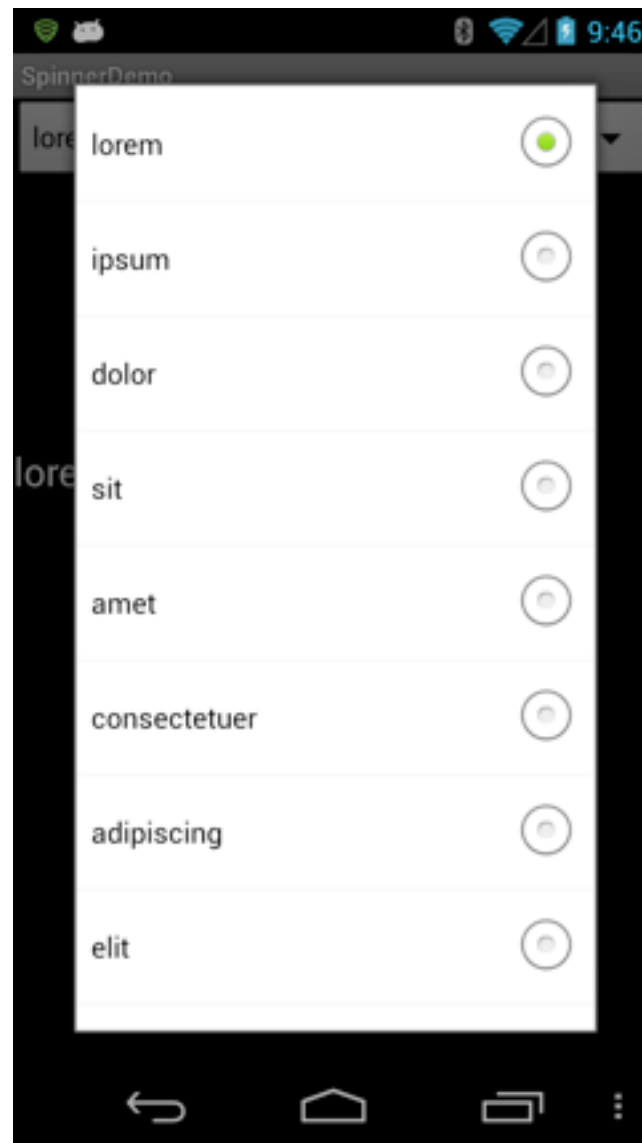 9:46
SpinnerDemo
lore
lorem
ipsum
dolor
lore
sit
amet
consectetuer
adipiscing
elit